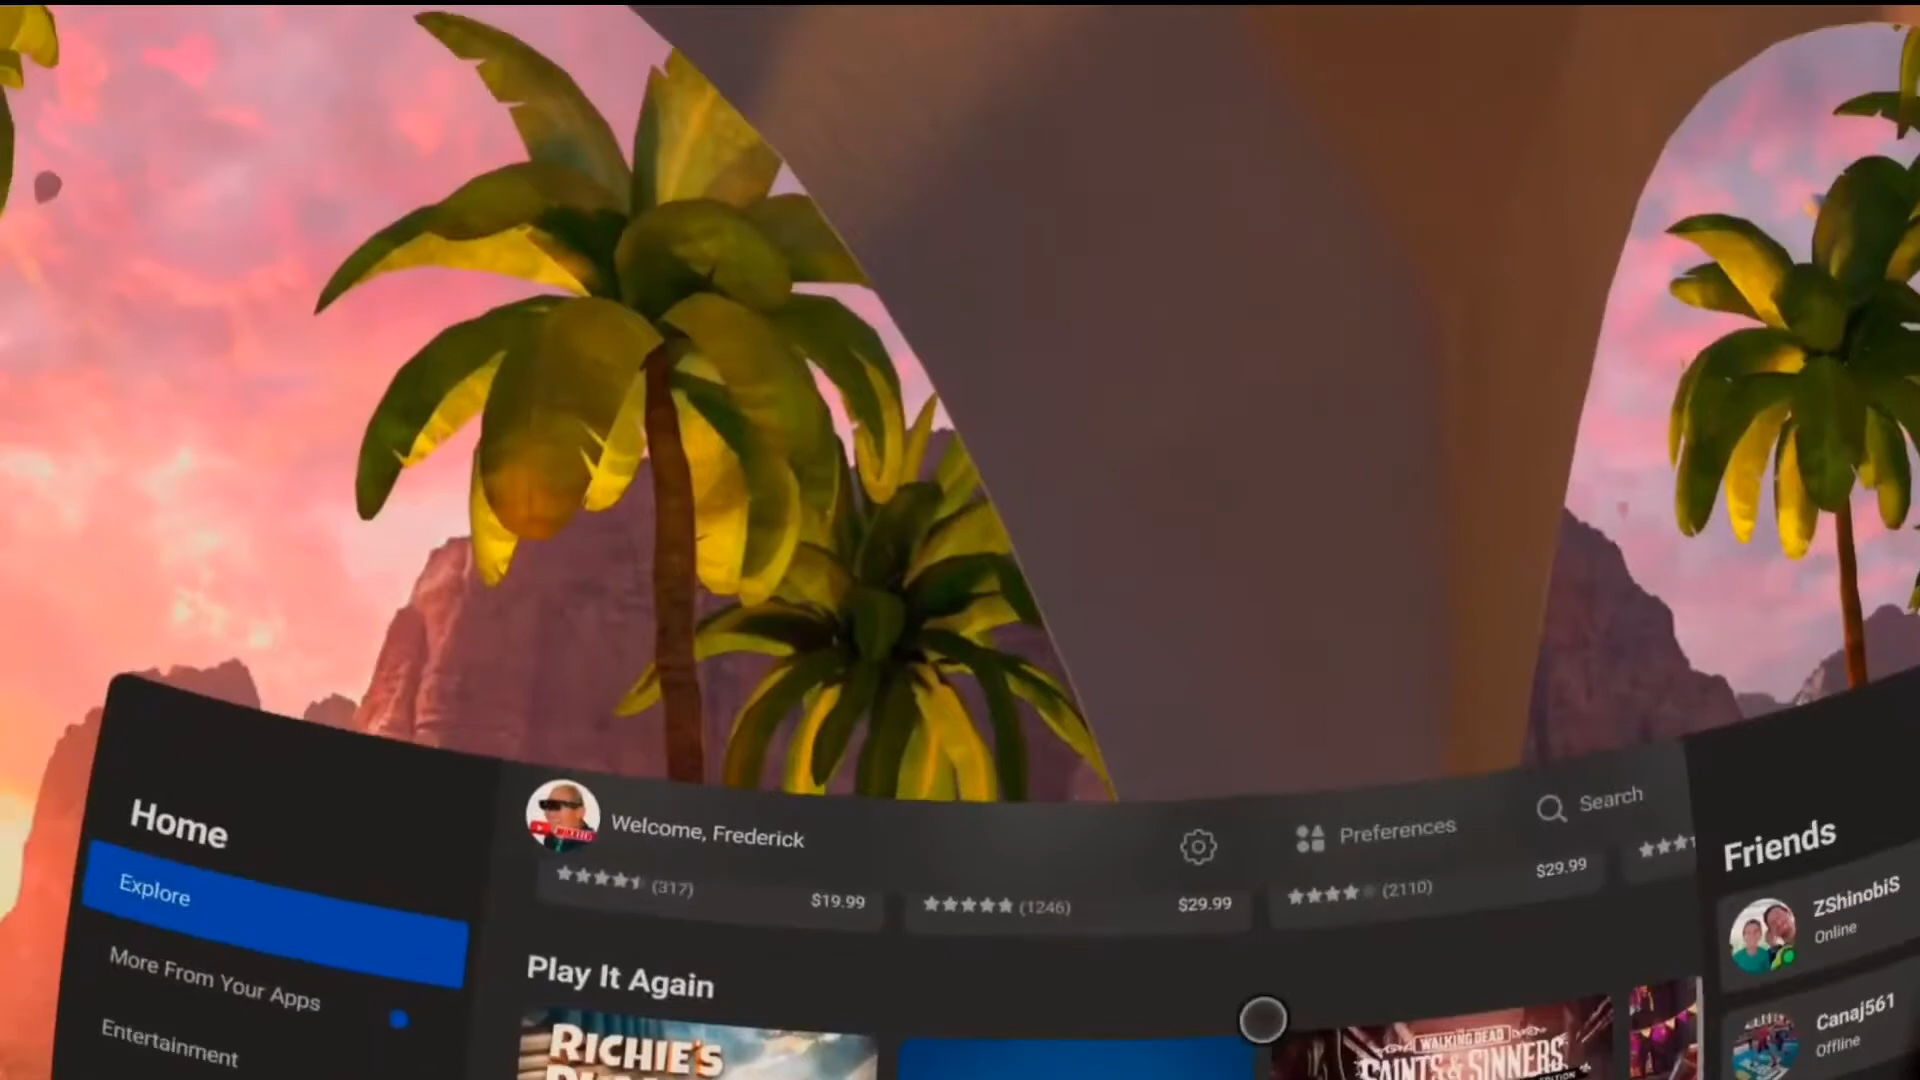 Home
Explore
More From Your Apps
Entertainment
Welcome, Frederick
Preferences
Search
(317)
$19.99
(1246)
$29.99
(2110)
$29.99
Play It Again
RICHIE'S
THE WALKING DEAD
SAINTS & SINNERS
Friends
ZShinobiS
Online
Canaj561
Offline